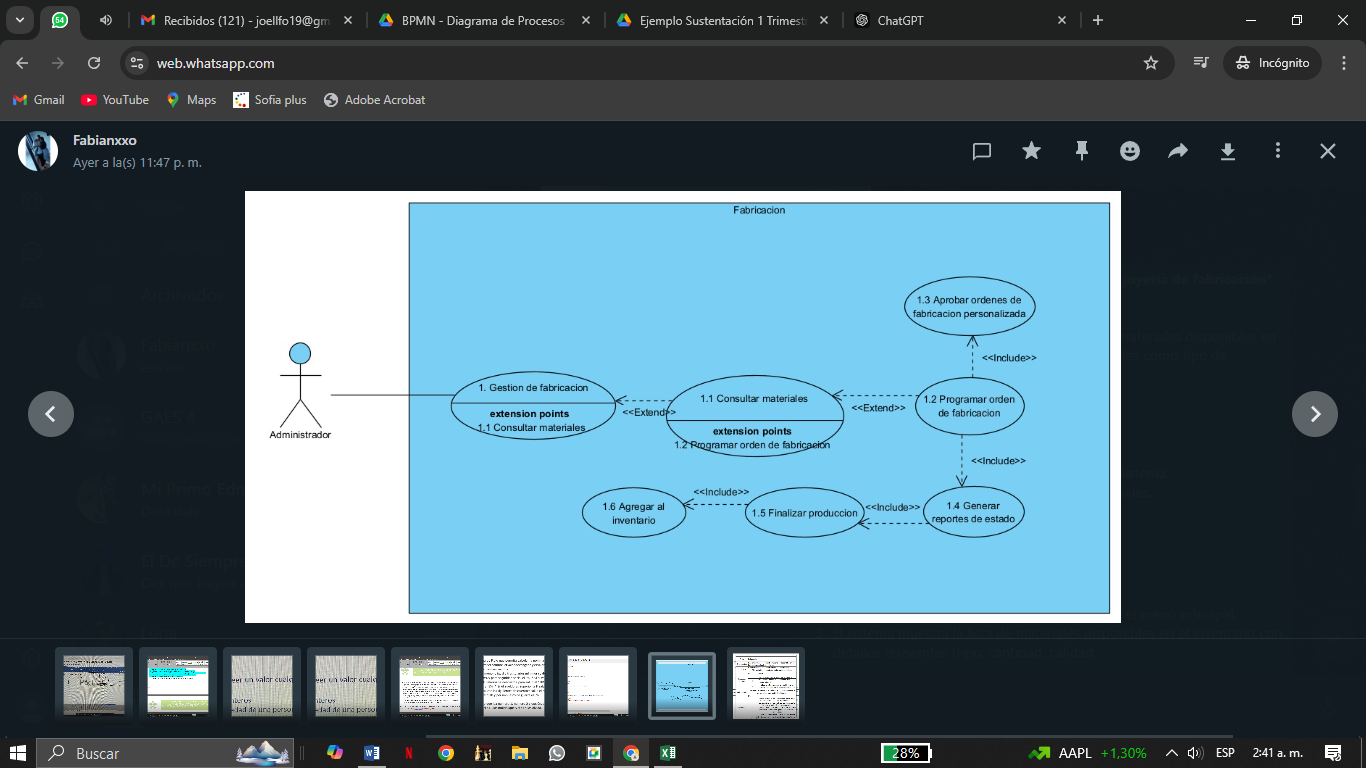 Recibidos (121) - joellfo19@gm
BPMN - Diagrama de Procesos
Ejemplo Sustentación 1 Trimest
ChatGPT
web.whatsapp.com
Incógnito
Gmail
YouTube
Maps
Sofia plus
Adobe Acrobat
Fabianxxo
Ayer a la(s) 11:47 p. m.
Fabricacion
1.3 Aprobar ordenes de
fabricacion personalizada
<<Include>>
Administrador
1. Gestion de fabricacion
extension points
1.1 Consultar materiales
<<Extend>>
1.1 Consultar materiales
extension points
1.2 Programar orden de fabricación
<<Extend>>
1.2 Programar orden
de fabricacion
<<Include>>
1.6 Agregar al
inventario
<<Include>>
1.5 Finalizar produccion
<<Include>>
1.4 Generar
reportes de estado
Buscar
28%
AAPL +1,30%
ESP
2:41 a. m.